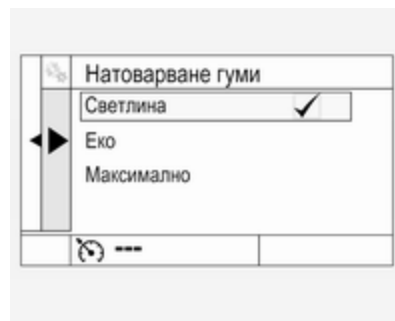 Натоварване гуми
Светлина
Еко
Максимално
---